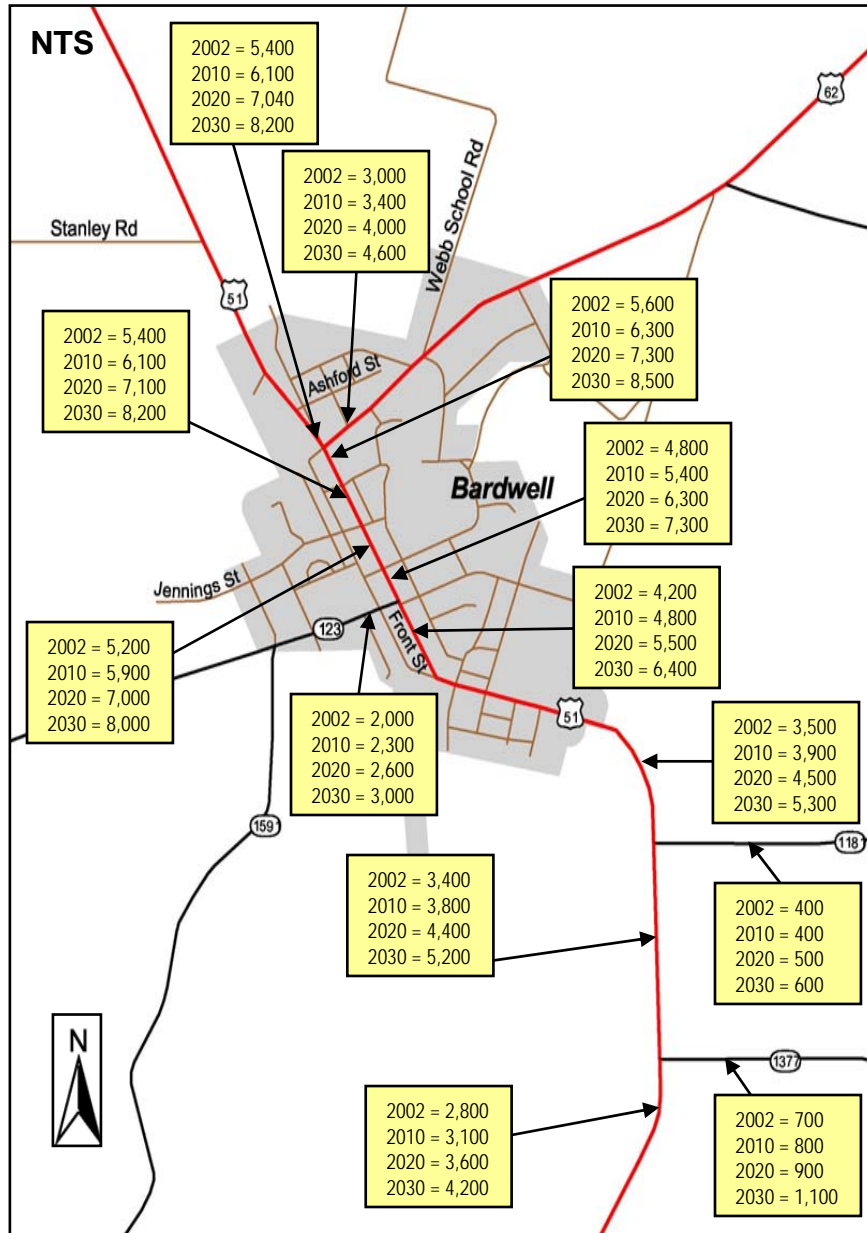 NTS
2002 = 5,400
2010 = 6,100
2020 = 7,040
2030 = 8,200
62
2002 = 3,000
2010 = 3,400
2020 = 4,000
2030 = 4,600
Webb School Rd
Stanley Rd
51
2002 = 5,600
2010 = 6,300
2020 = 7,300
2030 = 8,500
2002 = 5,400
2010 = 6,100
2020 = 7,100
2030 = 8,200
Ashford St
2002 = 4,800
2010 = 5,400
2020 = 6,300
2030 = 7,300
Bardwell
Jennings St
2002 = 4,200
2010 = 4,800
2020 = 5,500
2030 = 6,400
123
Front St
2002 = 5,200
2010 = 5,900
2020 = 7,000
2030 = 8,000
51
2002 = 2,000
2010 = 2,300
2020 = 2,600
2030 = 3,000
2002 = 3,500
2010 = 3,900
2020 = 4,500
2030 = 5,300
1591
1181
2002 = 3,400
2010 = 3,800
2020 = 4,400
2030 = 5,200
2002 = 400
2010 = 400
2020 = 500
2030 = 600
N
1377
2002 = 2,800
2010 = 3,100
2020 = 3,600
2030 = 4,200
2002 = 700
2010 = 800
2020 = 900
2030 = 1,100